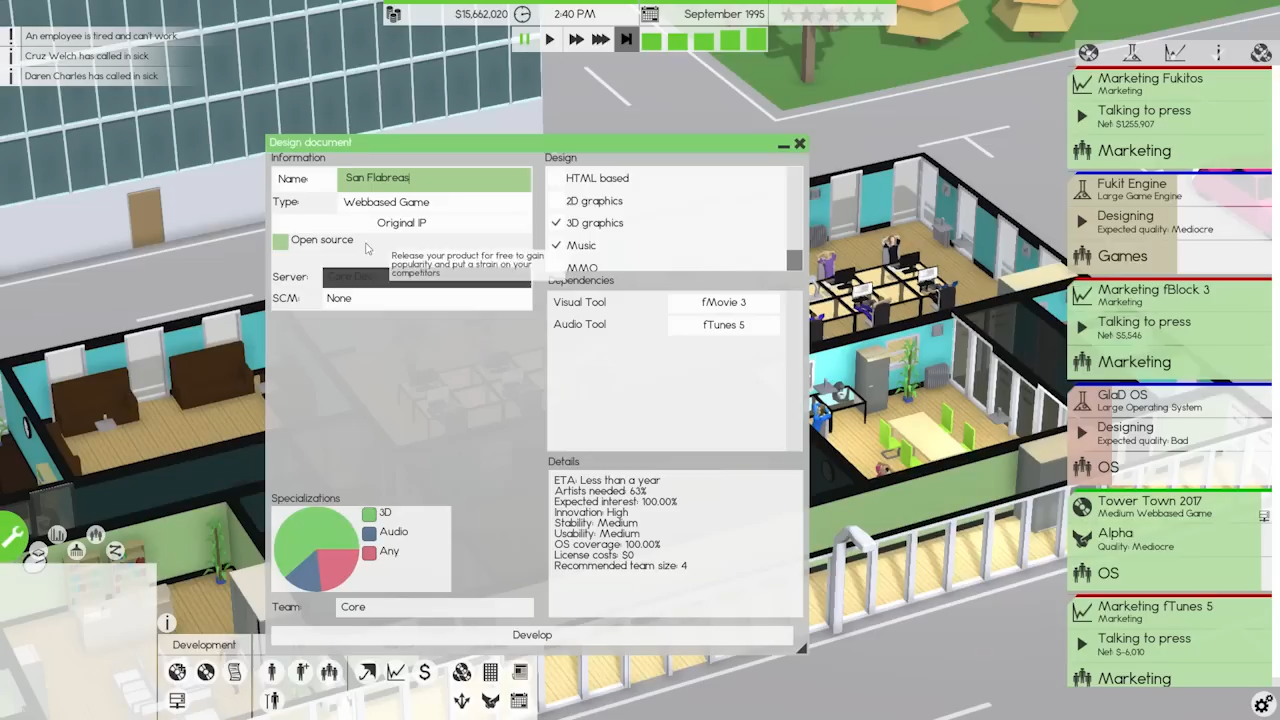 An employee is tired and can't work
Cruz Welch has called in sick
Daren Charles has called in sick
$15,662,020
2:40 PM
September 1995
Design document
Information
Name:
San Flabreas
Type:
Webbased Game
Original IP
Open source
Release your product for free to gain
popularity and put a strain on your
competitors
Server:
SCM:
None
Specializations
3D
Audio
Any
Team:
Core
Develop
Design
HTML based
2D graphics
3D graphics
Music
MMO
Dependencies
Visual Tool
fMovie 3
Audio Tool
fTunes 5
Details
ETA: Less than a year
Artists needed: 63%
Expected interest: 100.00%
Innovation: High
Stability: Medium
Usability: Medium
OS coverage: 100.00%
License costs: $0
Recommended team size: 4
Marketing Fukitos
Marketing
Talking to press
Net: $1,255,907
Marketing
Fukit Engine
Large Game Engine
Designing
Expected quality: Mediocre
Games
Marketing fBlock 3
Marketing
Talking to press
Net: $5,546
Marketing
GlaD OS
Large Operating System
Designing
Expected quality: Bad
OS
Tower Town 2017
Medium Webbased Game
Alpha
Quality: Mediocre
OS
Marketing fTunes 5
Marketing
Talking to press
Net: $-6,010
Marketing
Development